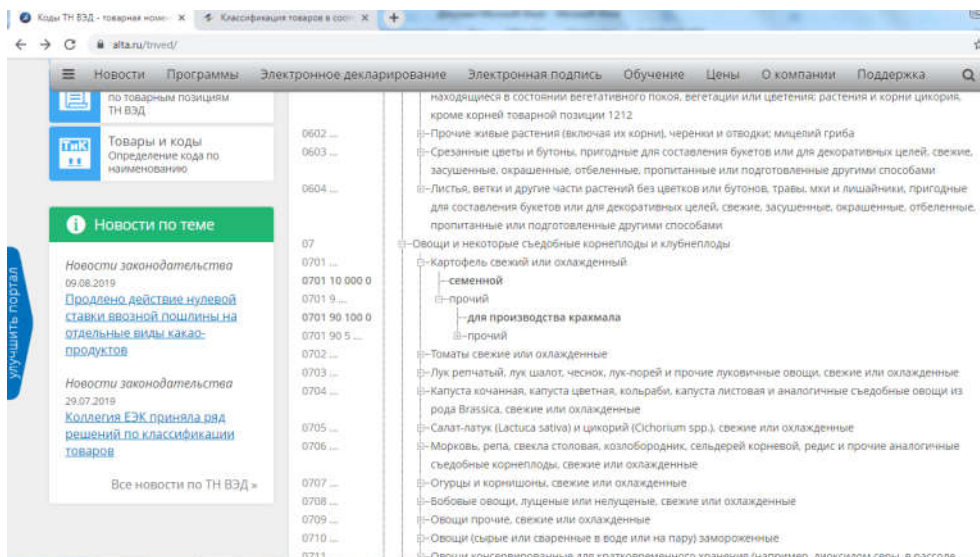 Коды ТН ВЭД - товарная номен
Классификация товаров в соот
alta.ru/tnved/
Новости Программы Электронное декларирование Электронная подпись Обучение Цены О компании Поддержка
по товарным позициям
ТН ВЭД
ТиК
Товары и коды
Определение кода по
наименованию
Новости по теме
Новости законодательства
09.08.2019
Продлено действие нулевой
ставки ввозной пошлины на
отдельные виды какао-
продуктов
Новости законодательства
29.07.2019
Коллегия ЕЭК приняла ряд
решений по классификации
товаров
Все новости по ТН ВЭД »
улучшить портал
находящиеся в состоянии вегетативного покоя, вегетации или цветения; растения и корни цикория,
кроме корней товарной позиции 1212
0602 ... Прочие живые растения (включая их корни), черенки и отводки; мицелий гриба
0603 ... Срезанные цветы и бутоны, пригодные для составления букетов или для декоративных целей, свежие,
засушенные, окрашенные, отбеленные, пропитанные или подготовленные другими способами
0604 ... Листья, ветки и другие части растений без цветков или бутонов, травы, мхи и лишайники, пригодные
для составления букетов или для декоративных целей, свежие, засушенные, окрашенные, отбеленные,
пропитанные или подготовленные другими способами
07 Овощи и некоторые съедобные корнеплоды и клубнеплоды
0701 ... Картофель свежий или охлажденный
0701 10 000 0 семенной
0701 9 ... прочий
0701 90 100 0 для производства крахмала
0701 90 5 ... прочий
0702 ... Томаты свежие или охлажденные
0703 ... Лук репчатый, лук шалот, чеснок, лук-порей и прочие луковичные овощи, свежие или охлажденные
0704 ... Капуста кочанная, капуста цветная, кольраби, капуста листовая и аналогичные съедобные овощи из
рода Brassica, свежие или охлажденные
0705 ... Салат-латук (Lactuca sativa) и цикорий (Cichorium spp.), свежие или охлажденные
0706 ... Морковь, репа, свекла столовая, козлобородник, сельдерей корневой, редис и прочие аналогичные
съедобные корнеплоды, свежие или охлажденные
0707 ... Огурцы и корнишоны, свежие или охлажденные
0708 ... Бобовые овощи, лущеные или нелущеные, свежие или охлажденные
0709 ... Овощи прочие, свежие или охлажденные
0710 ... Овощи (сырые или сваренные в воде или на пару) замороженные
0711 ... Овощи консервированные для кратковременного хранения (например, диоксидом серы, в рассоле,